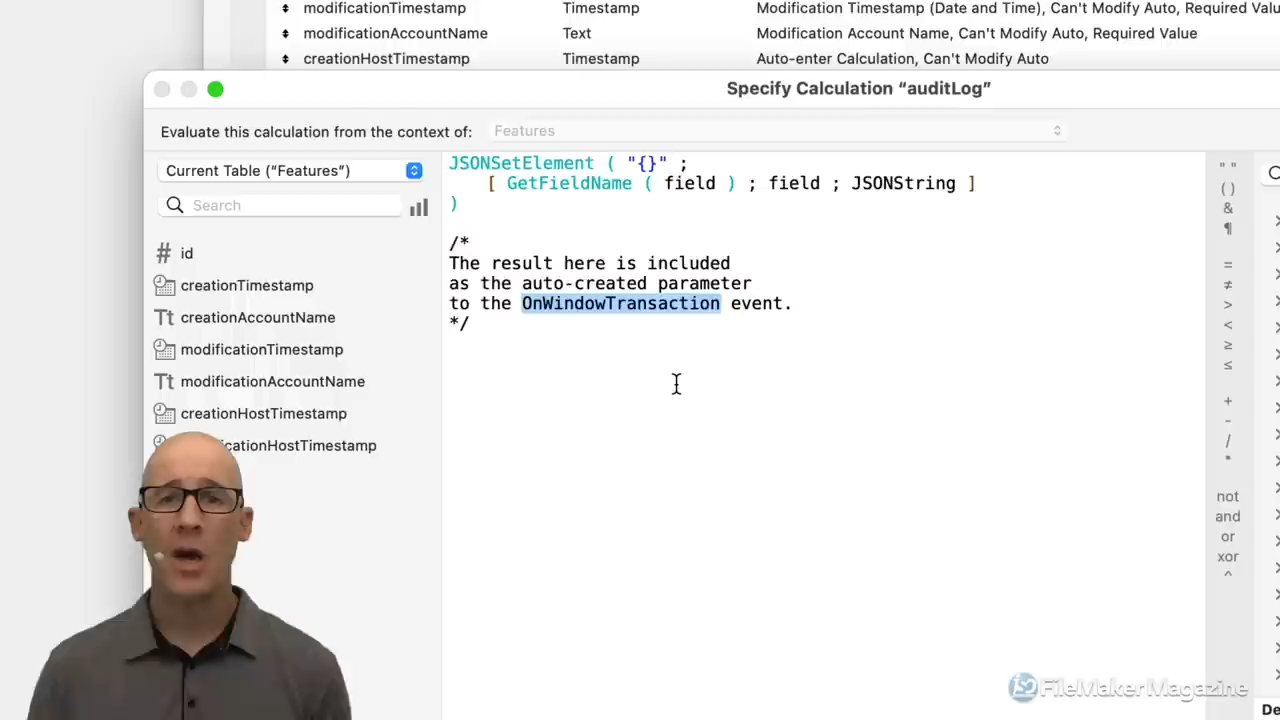 modificationTimestamp Timestamp Modification Timestamp (Date and Time), Can't Modify Auto, Required Valu
modificationAccountName Text Modification Account Name, Can't Modify Auto, Required Value
creationHostTimestamp Timestamp Auto-enter Calculation, Can't Modify Auto
Specify Calculation “auditLog”
Evaluate this calculation from the context of: Features
Current Table (“Features”)
Search
id
creationTimestamp
creationAccountName
modificationTimestamp
modificationAccountName
creationHostTimestamp
cationHostTimestamp
JSONSetElement ( "{}" ;
[ GetFieldName ( field ) ; field ; JSONString ]
)
/*
The result here is included
as the auto-created parameter
to the OnWindowTransaction event.
*/
" "
( )
&
¶
=
≠
>
<
≥
≤
+
-
/
*
not
and
or
xor
^
De
FileMakerMagazine